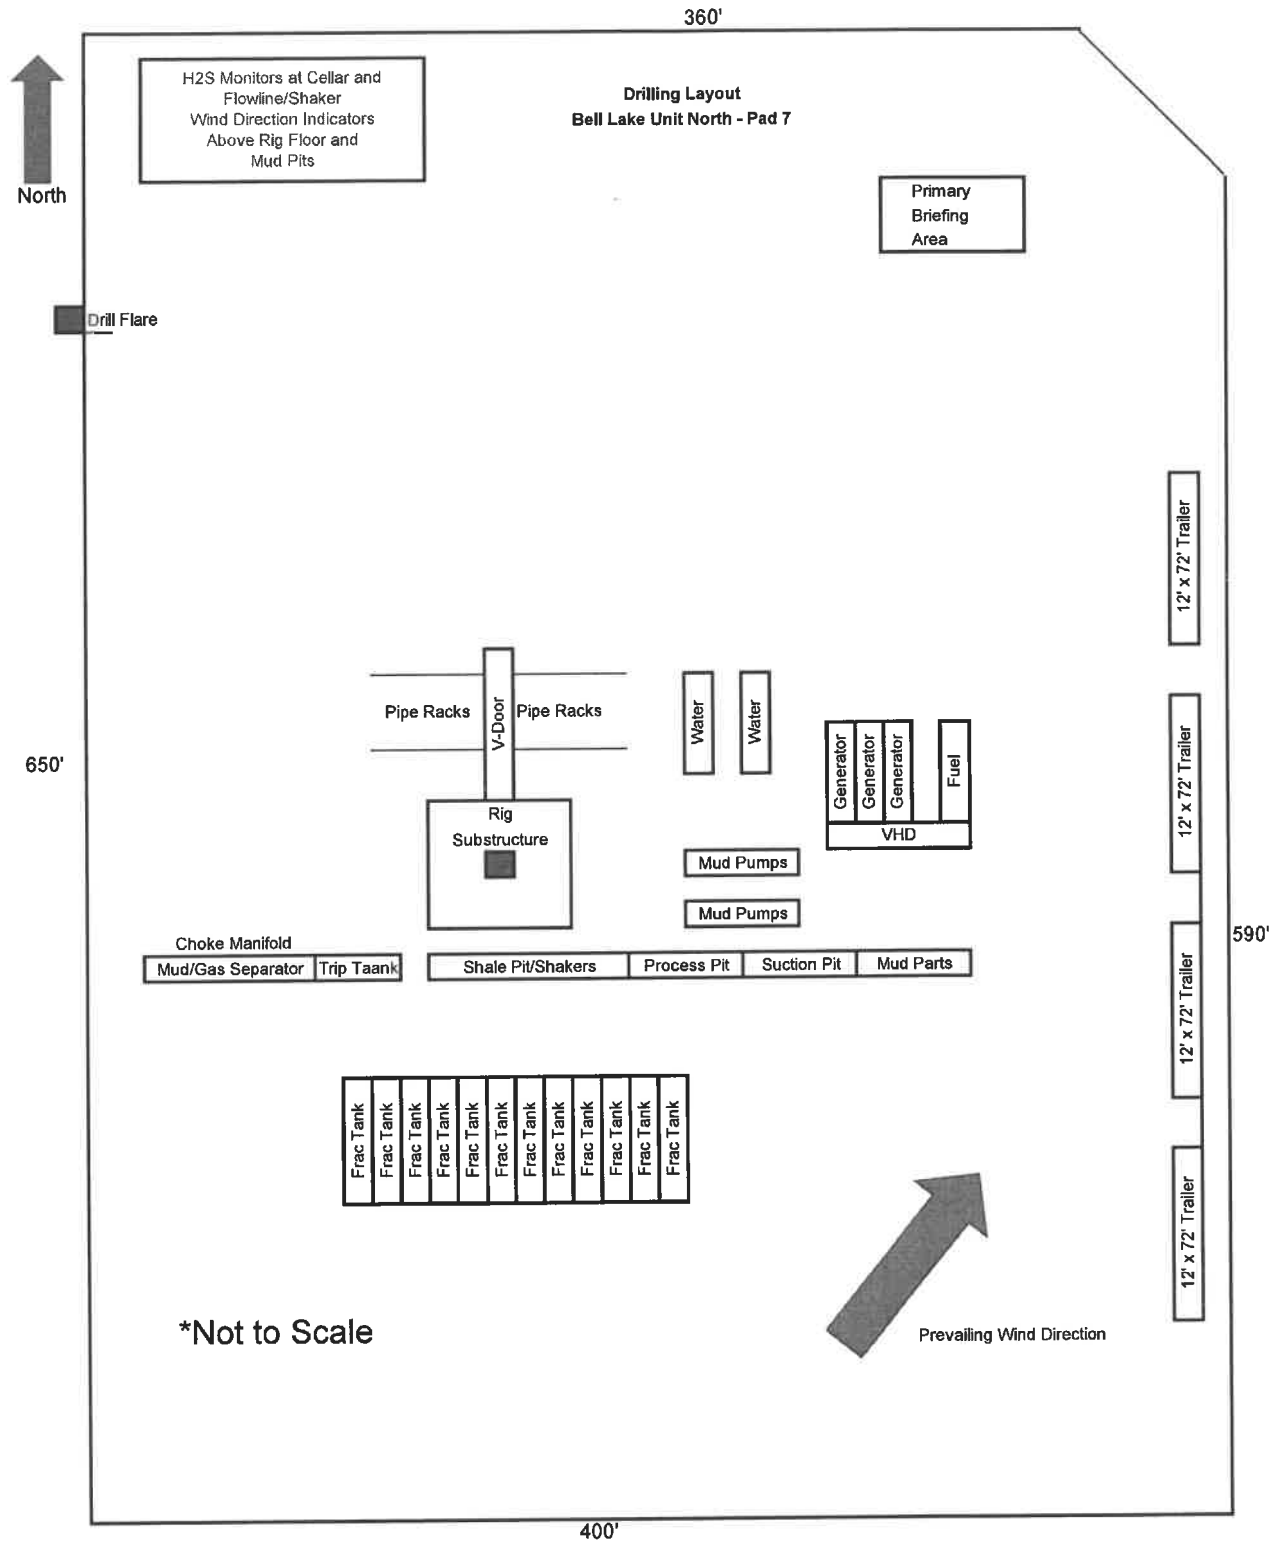 360'
H2S Monitors at Cellar and
Flowline/Shaker
Wind Direction Indicators
Above Rig Floor and
Mud Pits
Drilling Layout
Bell Lake Unit North - Pad 7
North
Primary
Briefing
Area
Drill Flare
12' x 72' Trailer
Pipe Racks
V-Door
Pipe Racks
Water
Water
650'
Generator
Generator
Generator
Fuel
12' x 72' Trailer
Rig
Substructure
VHD
Mud Pumps
Mud Pumps
590'
Choke Manifold
Mud/Gas Separator
Trip Taank
Shale Pit/Shakers
Process Pit
Suction Pit
Mud Parts
12' x 72' Trailer
Frac Tank
Frac Tank
Frac Tank
Frac Tank
Frac Tank
Frac Tank
Frac Tank
Frac Tank
Frac Tank
Frac Tank
Frac Tank
Frac Tank
12' x 72' Trailer
*Not to Scale
Prevailing Wind Direction
400'